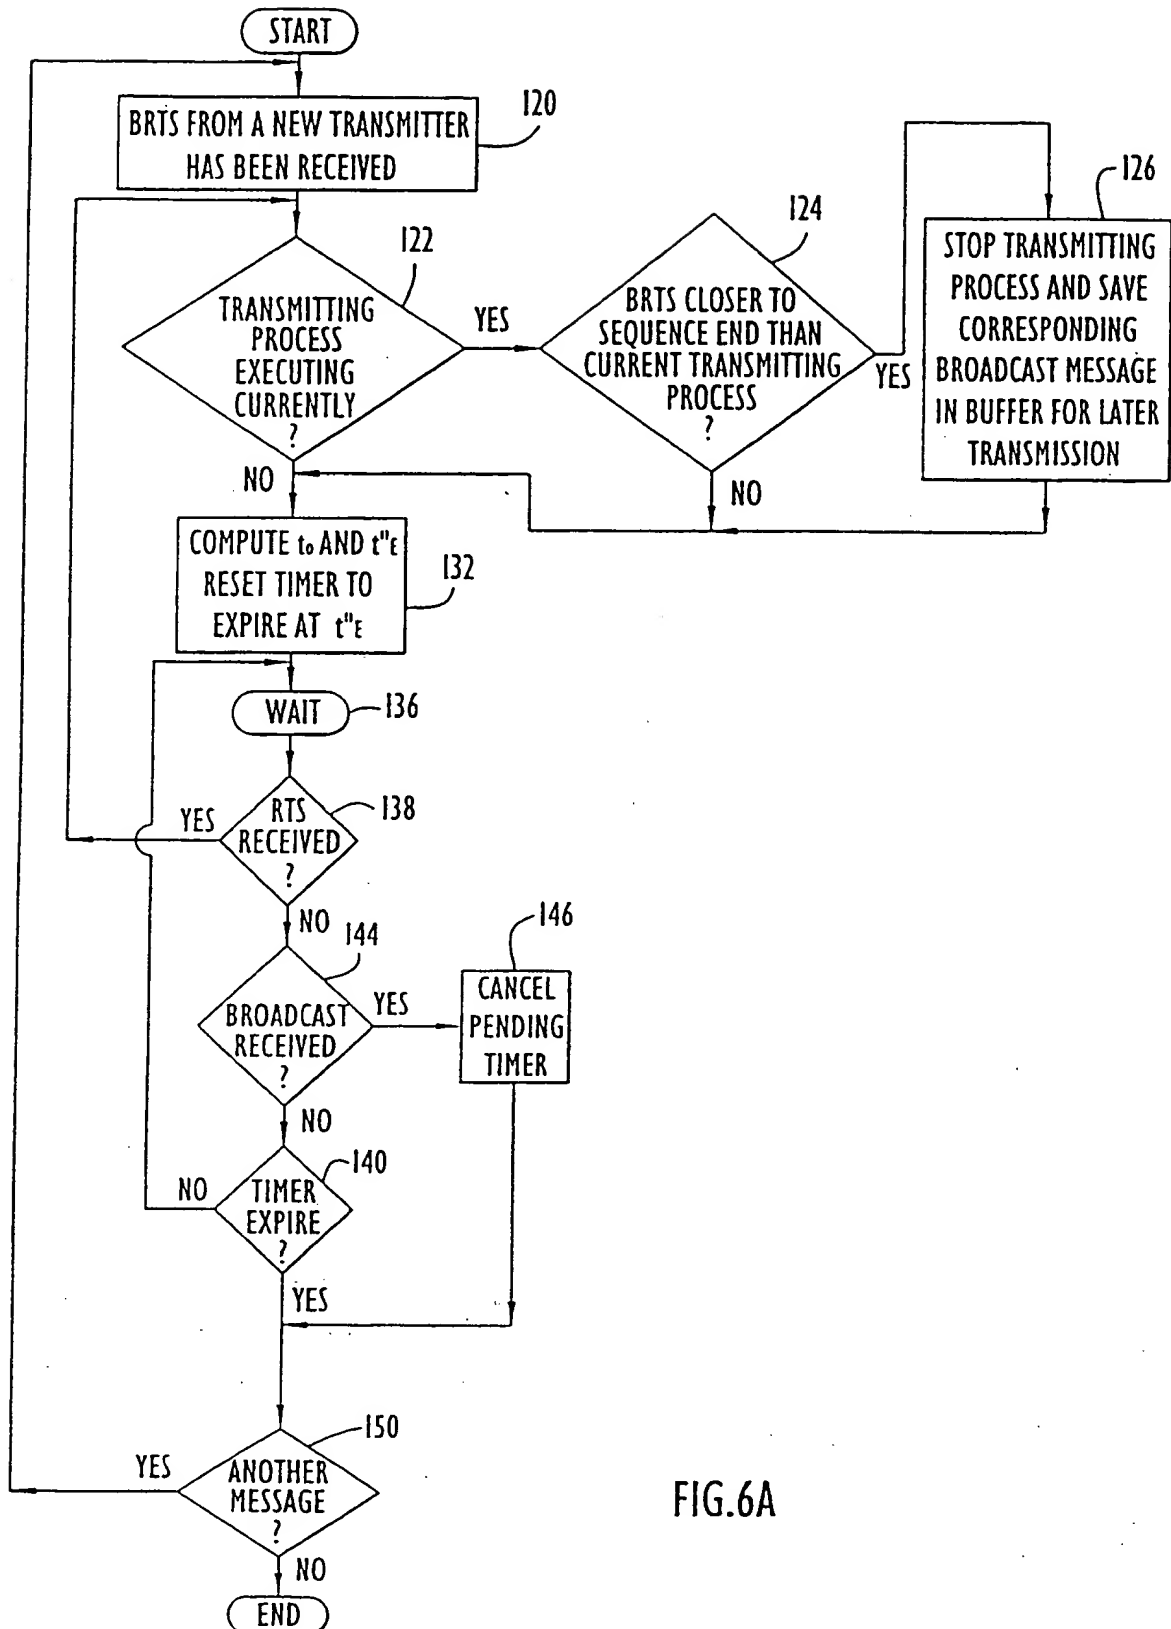 START
BRTS FROM A NEW TRANSMITTER
HAS BEEN RECEIVED
120
TRANSMITTING
PROCESS
EXECUTING
CURRENTLY
?
122
YES
NO
BRTS CLOSER TO
SEQUENCE END THAN
CURRENT TRANSMITTING
PROCESS
?
124
YES
NO
STOP TRANSMITTING
PROCESS AND SAVE
CORRESPONDING
BROADCAST MESSAGE
IN BUFFER FOR LATER
TRANSMISSION
126
COMPUTE t₀ AND t"E
RESET TIMER TO
EXPIRE AT t"E
132
WAIT
136
RTS
RECEIVED
?
138
YES
NO
BROADCAST
RECEIVED
?
144
YES
NO
CANCEL
PENDING
TIMER
146
TIMER
EXPIRE
?
140
NO
YES
ANOTHER
MESSAGE
?
150
YES
NO
END
FIG.6A